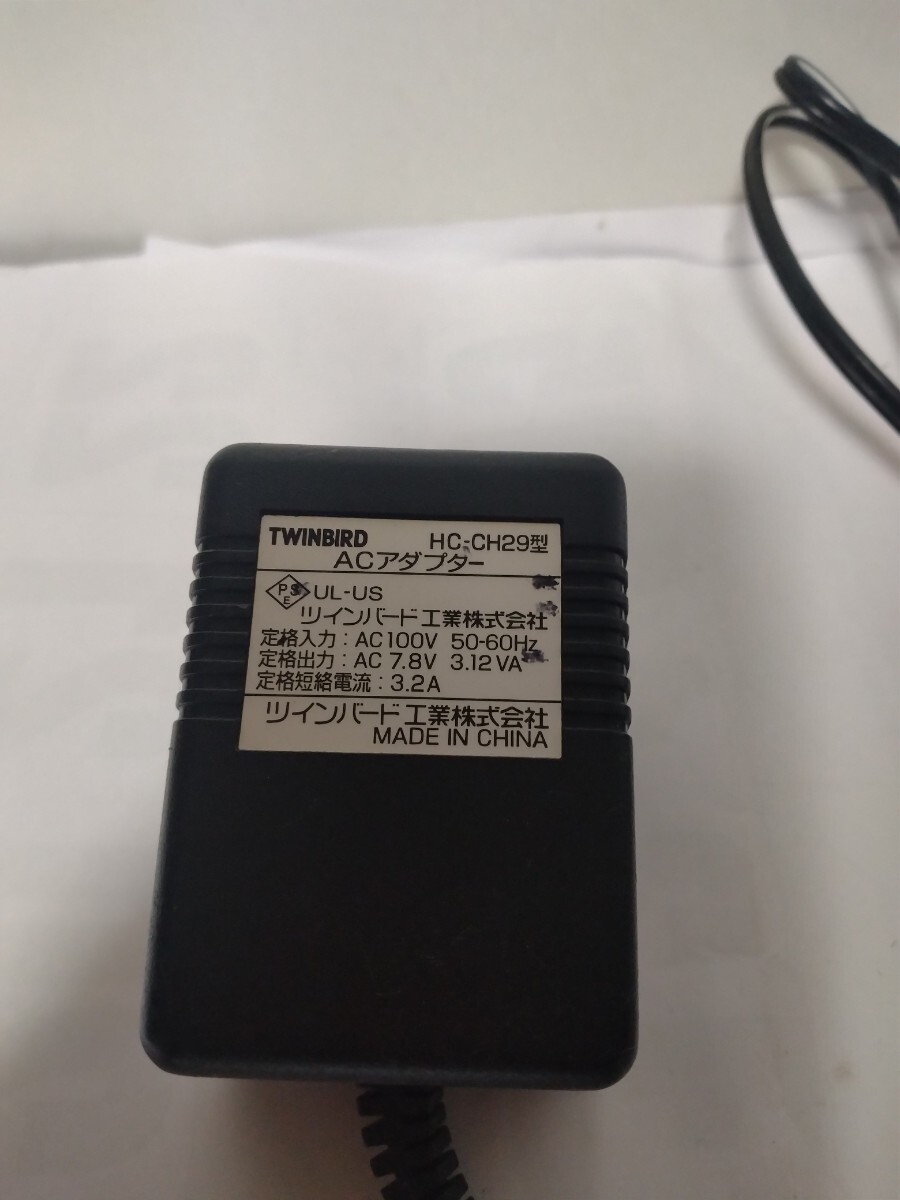 TWINBIRD HC-CH29型
ACアダプター
PSE UL-US
ツインバード工業株式会社
定格入力：AC100V 50-60Hz
定格出力：AC 7.8V 3.12VA
定格短絡電流：3.2A
ツインバード工業株式会社
MADE IN CHINA